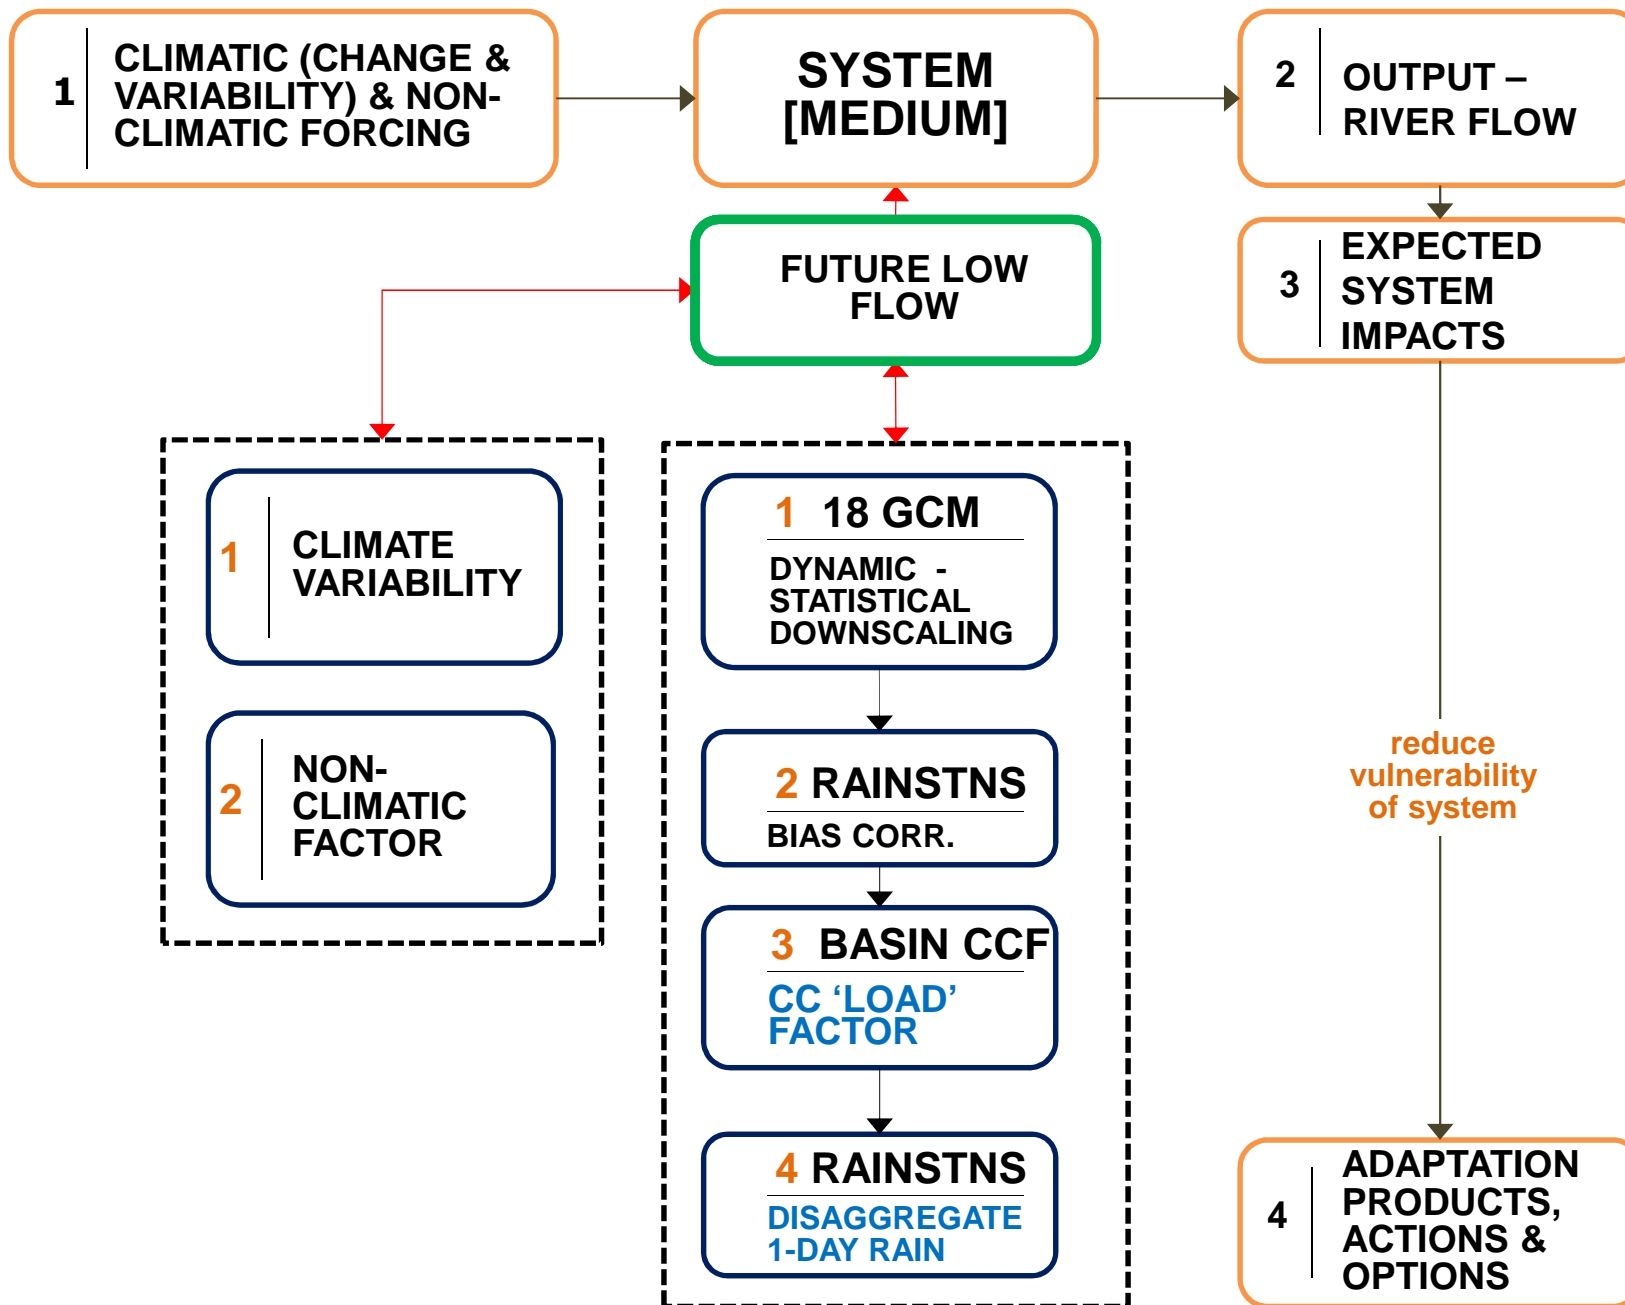 1
CLIMATIC (CHANGE &
VARIABILITY) & NON-
CLIMATIC FORCING
SYSTEM
[MEDIUM]
2
OUTPUT –
RIVER FLOW
FUTURE LOW
FLOW
3
EXPECTED
SYSTEM
IMPACTS
1
CLIMATE
VARIABILITY
2
NON-
CLIMATIC
FACTOR
1 18 GCM
DYNAMIC -
STATISTICAL
DOWNSCALING
2 RAINSTNS
BIAS CORR.
3 BASIN CCF
CC ‘LOAD’
FACTOR
4 RAINSTNS
DISAGGREGATE
1-DAY RAIN
reduce
vulnerability
of system
4
ADAPTATION
PRODUCTS,
ACTIONS &
OPTIONS